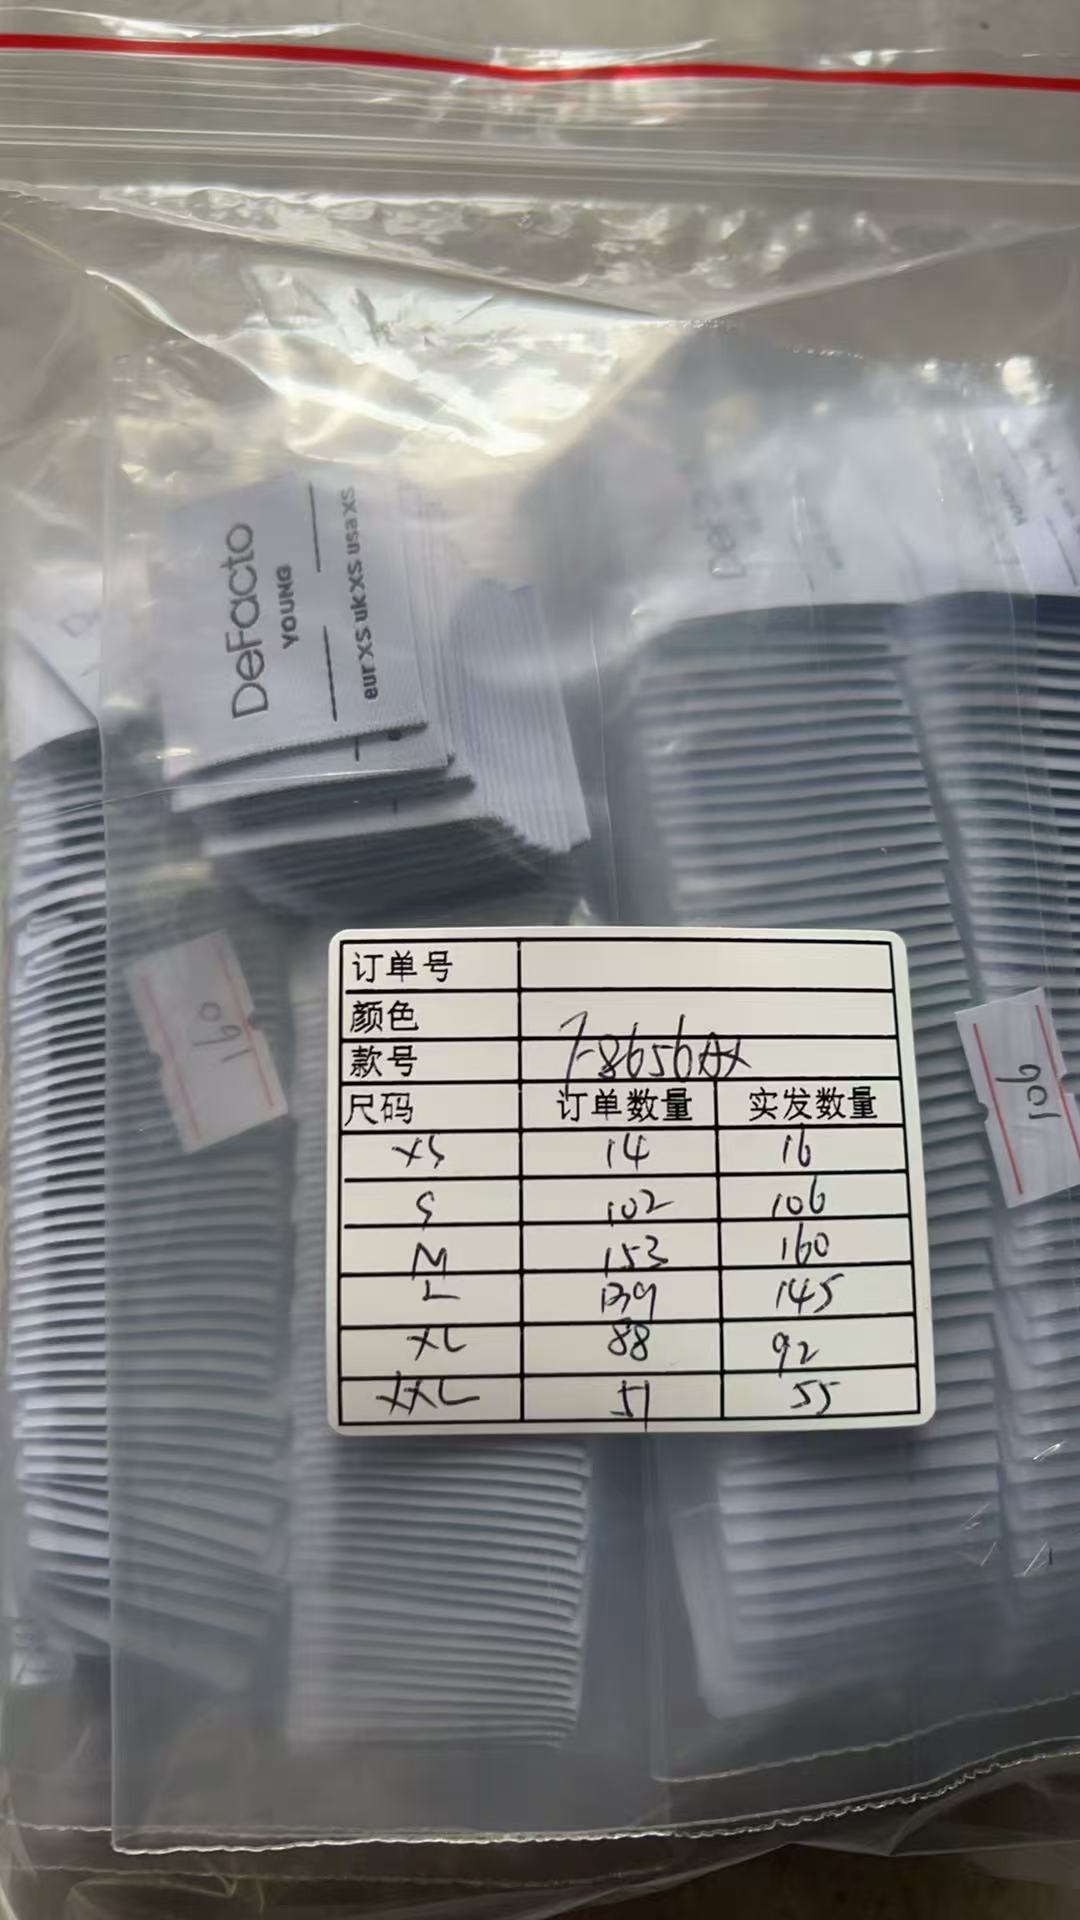 DeFacto
YOUNG
eur XS uk XS usa XS
160
106
订单号
颜色
款号 F8656AX
尺码 订单数量 实发数量
XS 14 16
S 102 106
M 153 160
L 139 145
XL 88 92
XXL 51 55